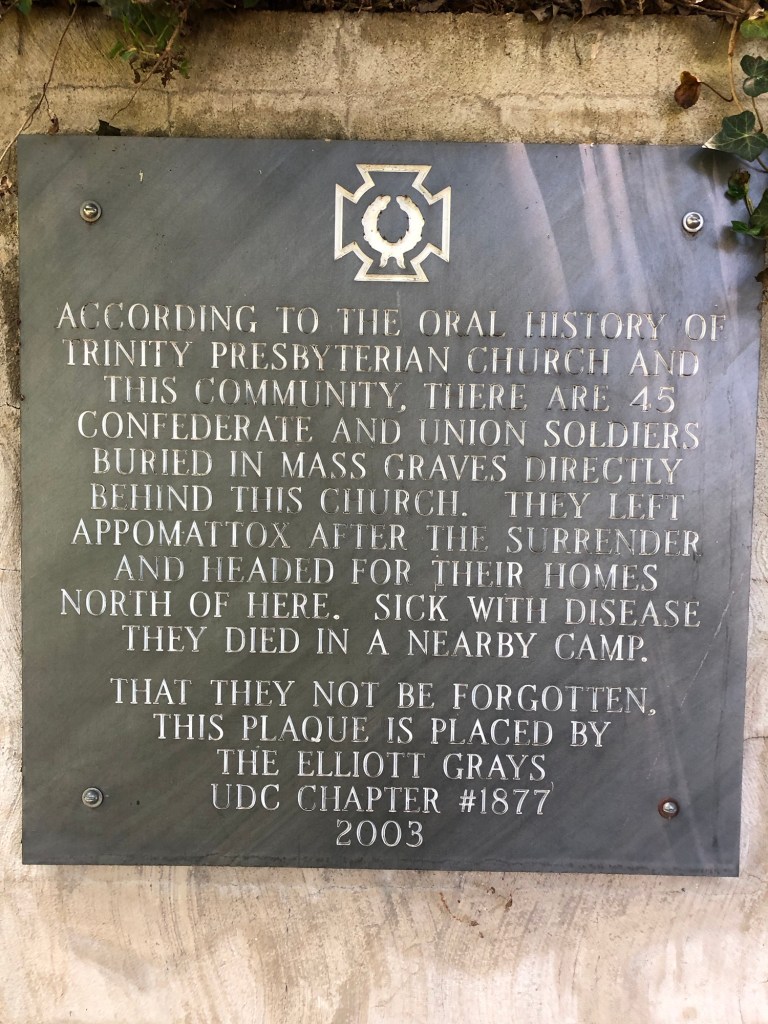 ACCORDING TO THE ORAL HISTORY OF
TRINITY PRESBYTERIAN CHURCH AND
THIS COMMUNITY, THERE ARE 45
CONFEDERATE AND UNION SOLDIERS
BURIED IN MASS GRAVES DIRECTLY
BEHIND THIS CHURCH. THEY LEFT
APPOMATTOX AFTER THE SURRENDER
AND HEADED FOR THEIR HOMES
NORTH OF HERE. SICK WITH DISEASE
THEY DIED IN A NEARBY CAMP.
THAT THEY NOT BE FORGOTTEN,
THIS PLAQUE IS PLACED BY
THE ELLIOTT GRAYS
UDC CHAPTER #1877
2003